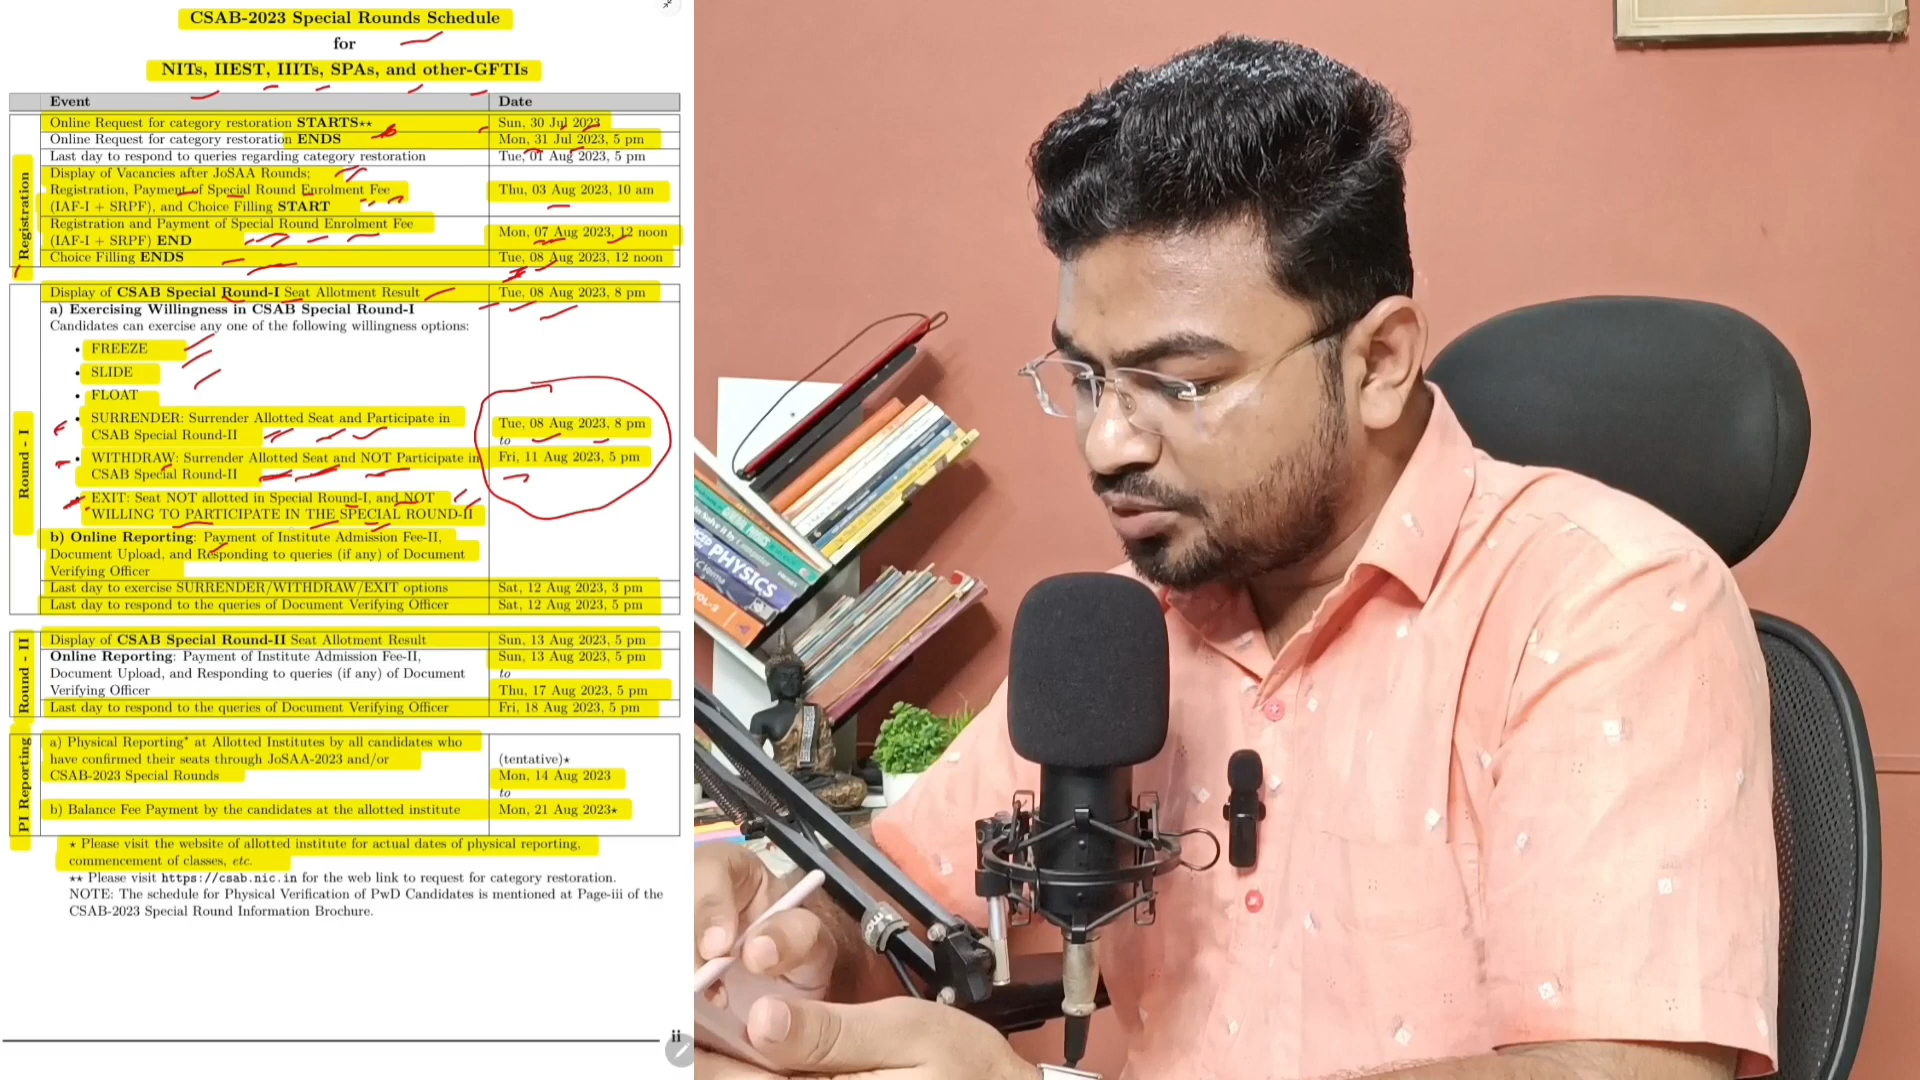 CSAB-2023 Special Rounds Schedule
for
NITs, IIEST, IIITs, SPAs, and other-GFTIs
Event Date
Registration
Online Request for category restoration STARTS⋆⋆ Sun, 30 Jul 2023
Online Request for category restoration ENDS Mon, 31 Jul 2023, 5 pm
Last day to respond to queries regarding category restoration Tue, 01 Aug 2023, 5 pm
Display of Vacancies after JoSAA Rounds;
Registration, Payment of Special Round Enrolment Fee Thu, 03 Aug 2023, 10 am
(IAF-I + SRPF), and Choice Filling START
Registration and Payment of Special Round Enrolment Fee
(IAF-I + SRPF) END Mon, 07 Aug 2023, 12 noon
Choice Filling ENDS Tue, 08 Aug 2023, 12 noon
Round - I
Display of CSAB Special Round-I Seat Allotment Result Tue, 08 Aug 2023, 8 pm
a) Exercising Willingness in CSAB Special Round-I
Candidates can exercise any one of the following willingness options:
• FREEZE
• SLIDE
• FLOAT
• SURRENDER: Surrender Allotted Seat and Participate in Tue, 08 Aug 2023, 8 pm
CSAB Special Round-II to
• WITHDRAW: Surrender Allotted Seat and NOT Participate in Fri, 11 Aug 2023, 5 pm
CSAB Special Round-II
• EXIT: Seat NOT allotted in Special Round-I, and NOT
WILLING TO PARTICIPATE IN THE SPECIAL ROUND-II
b) Online Reporting: Payment of Institute Admission Fee-II,
Document Upload, and Responding to queries (if any) of Document
Verifying Officer
Last day to exercise SURRENDER/WITHDRAW/EXIT options Sat, 12 Aug 2023, 3 pm
Last day to respond to the queries of Document Verifying Officer Sat, 12 Aug 2023, 5 pm
Round - II
Display of CSAB Special Round-II Seat Allotment Result Sun, 13 Aug 2023, 5 pm
Online Reporting: Payment of Institute Admission Fee-II, Sun, 13 Aug 2023, 5 pm
Document Upload, and Responding to queries (if any) of Document to
Verifying Officer Thu, 17 Aug 2023, 5 pm
Last day to respond to the queries of Document Verifying Officer Fri, 18 Aug 2023, 5 pm
PI Reporting
a) Physical Reporting⋆ at Allotted Institutes by all candidates who
have confirmed their seats through JoSAA-2023 and/or (tentative)⋆
CSAB-2023 Special Rounds Mon, 14 Aug 2023
to
b) Balance Fee Payment by the candidates at the allotted institute Mon, 21 Aug 2023⋆
⋆ Please visit the website of allotted institute for actual dates of physical reporting,
commencement of classes, etc.
⋆⋆ Please visit https://csab.nic.in for the web link to request for category restoration.
NOTE: The schedule for Physical Verification of PwD Candidates is mentioned at Page-iii of the
CSAB-2023 Special Round Information Brochure.
ii
PHYSICS